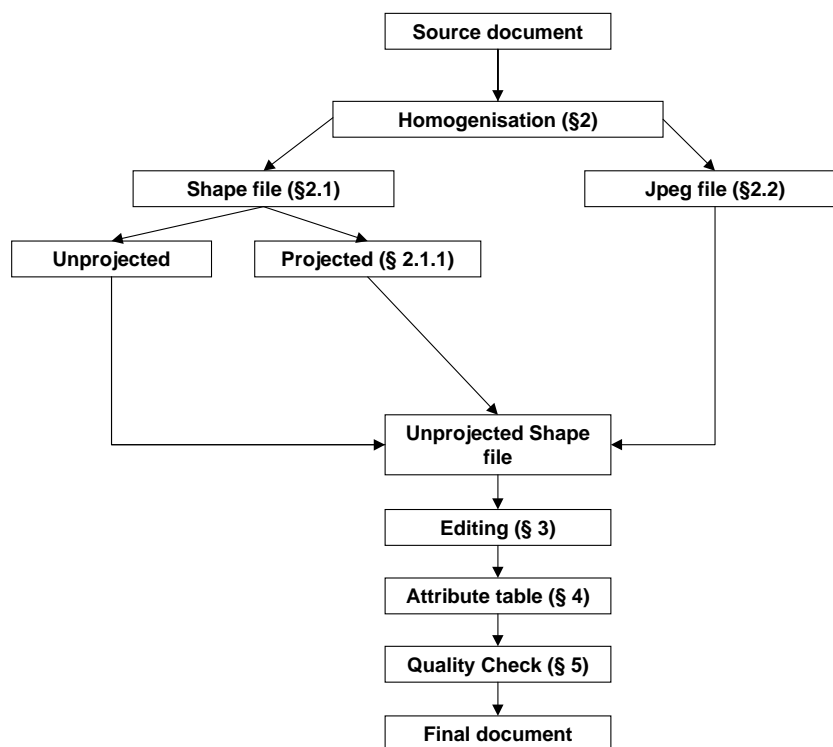 Source document
Homogenisation (§2)
Shape file (§2.1)
Jpeg file (§2.2)
Unprojected
Projected (§ 2.1.1)
Unprojected Shape
file
Editing (§ 3)
Attribute table (§ 4)
Quality Check (§ 5)
Final document